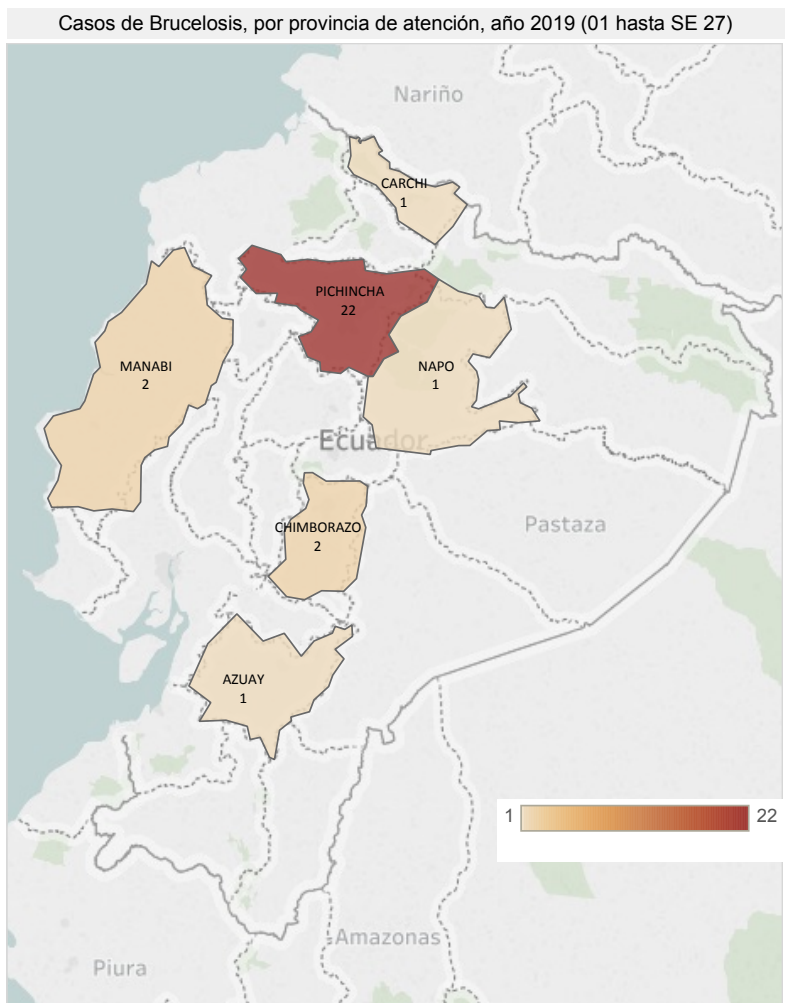 Casos de Brucelosis, por provincia de atención, año 2019 (01 hasta SE 27)
Nariño
CARCHI
1
PICHINCHA
22
MANABI
2
NAPO
1
Ecuador
CHIMBORAZO
2
Pastaza
AZUAY
1
1
22
Amazonas
Piura